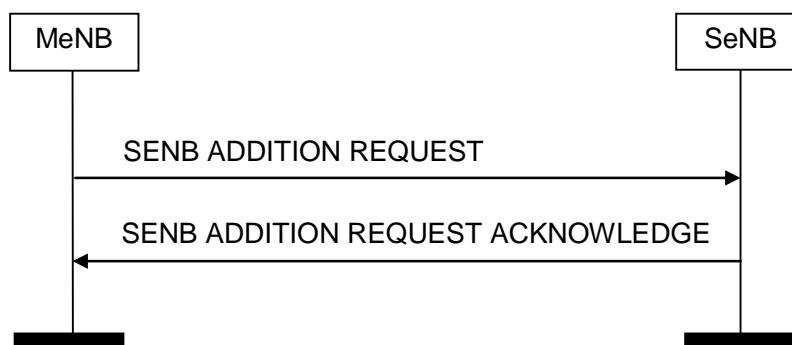 MeNB
SeNB
SENB ADDITION REQUEST
SENB ADDITION REQUEST ACKNOWLEDGE